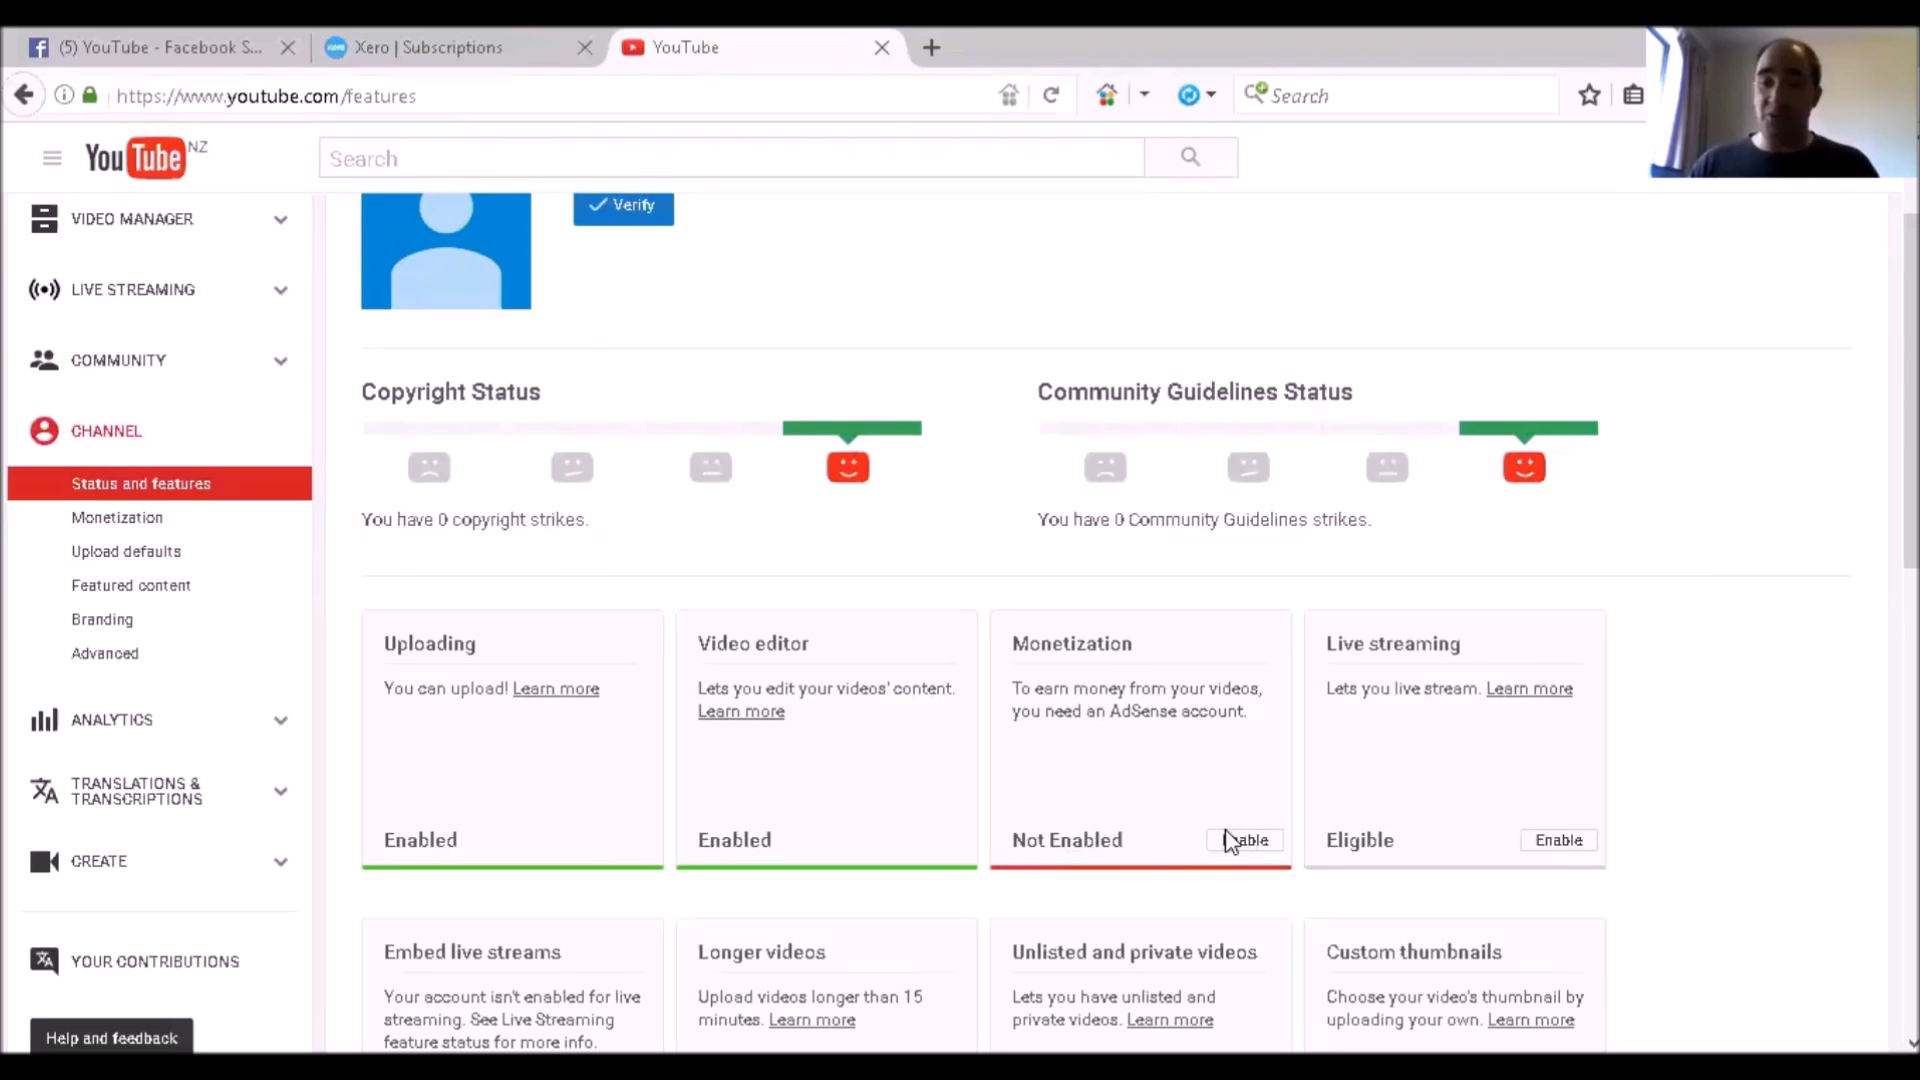 (5) YouTube - Facebook S...
Xero | Subscriptions
YouTube
https://www.youtube.com/features
Search
YouTube NZ
Search
VIDEO MANAGER
LIVE STREAMING
COMMUNITY
CHANNEL
Status and features
Monetization
Upload defaults
Featured content
Branding
Advanced
ANALYTICS
TRANSLATIONS &
TRANSCRIPTIONS
CREATE
YOUR CONTRIBUTIONS
Help and feedback
Verify
Copyright Status
You have 0 copyright strikes.
Community Guidelines Status
You have 0 Community Guidelines strikes.
Uploading
You can upload! Learn more
Enabled
Video editor
Lets you edit your videos' content.
Learn more
Enabled
Monetization
To earn money from your videos,
you need an AdSense account.
Not Enabled
Live streaming
Lets you live stream. Learn more
Eligible
Enable
Embed live streams
Your account isn't enabled for live
streaming. See Live Streaming
feature status for more info.
Longer videos
Upload videos longer than 15
minutes. Learn more
Unlisted and private videos
Lets you have unlisted and
private videos. Learn more
Custom thumbnails
Choose your video's thumbnail by
uploading your own. Learn more